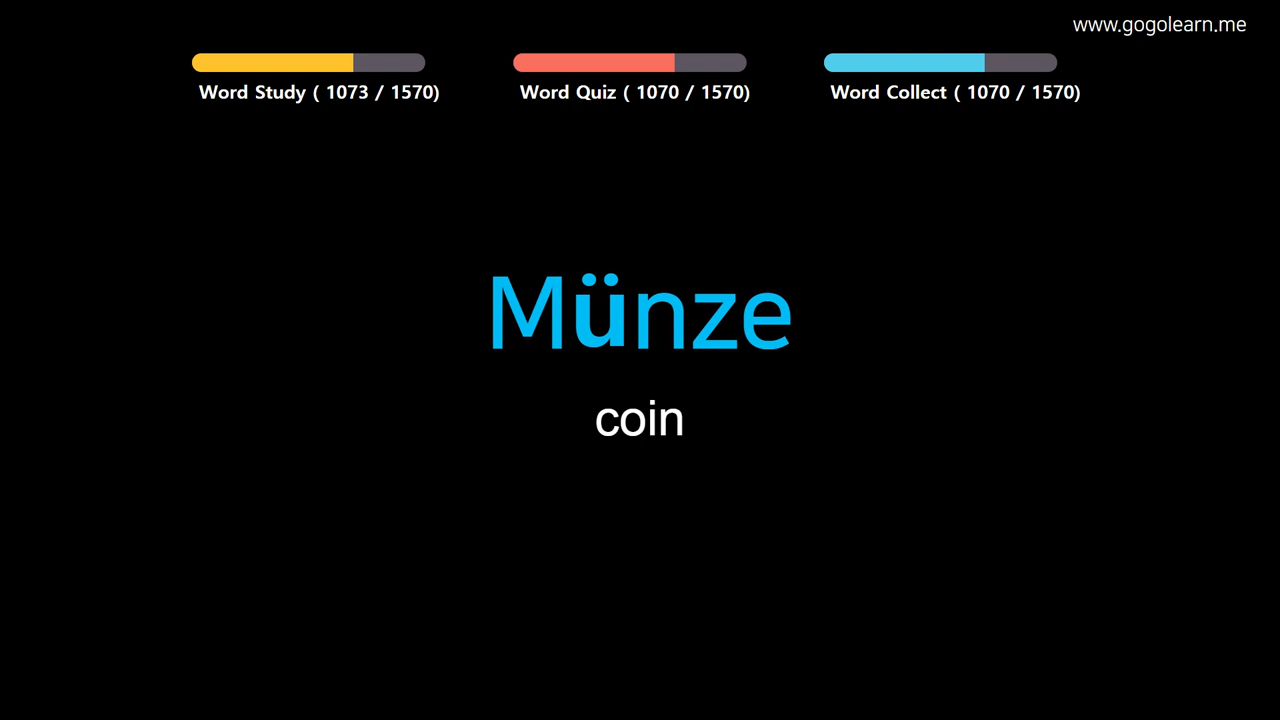 www.gogolearn.me
Word Study ( 1073 / 1570)
Word Quiz ( 1070 / 1570)
Word Collect ( 1070 / 1570)
Münze
coin